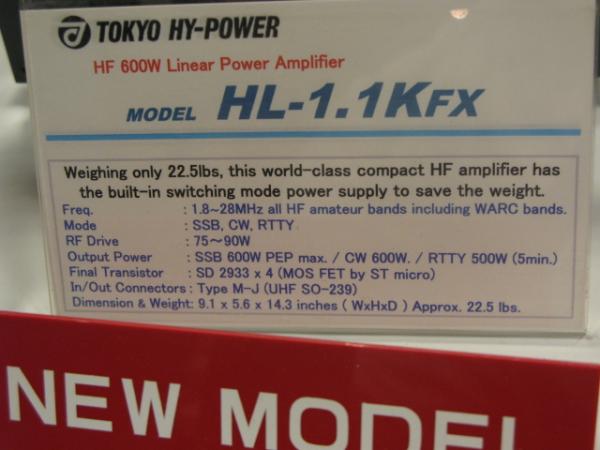 TOKYO HY-POWER
HF 600W Linear Power Amplifier
MODEL HL-1.1KFX
Weighing only 22.5lbs, this world-class compact HF amplifier has
the built-in switching mode power supply to save the weight.
Freq. : 1.8~28MHz all HF amateur bands including WARC bands.
Mode : SSB, CW, RTTY
RF Drive : 75~90W
Output Power : SSB 600W PEP max. / CW 600W. / RTTY 500W (5min.)
Final Transistor : SD 2933 x 4 (MOS FET by ST micro)
In/Out Connectors : Type M-J (UHF SO-239)
Dimension & Weight: 9.1 x 5.6 x 14.3 inches ( WxHxD ) Approx. 22.5 lbs.
NEW MODEL